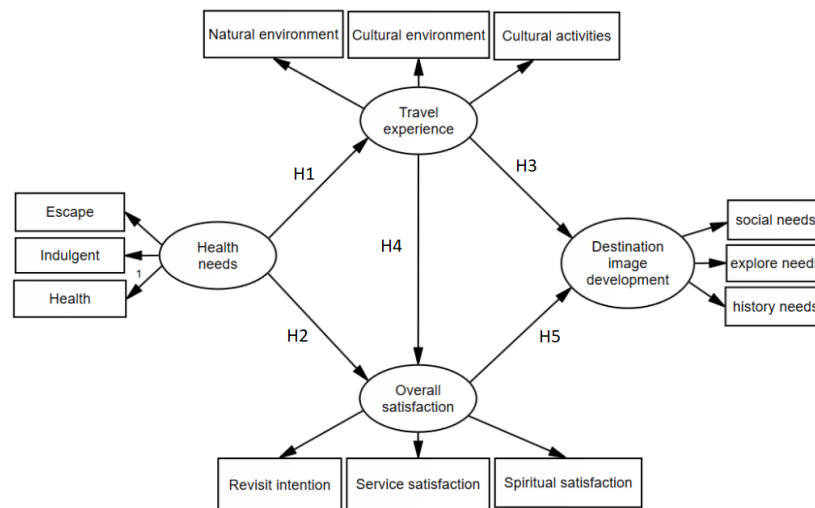 Natural environment
Cultural environment
Cultural activities
Travel
experience
H1
H3
Escape
Indulgent
1
Health
Health
needs
H4
Destination
image
development
social needs
explore needs
history needs
H2
H5
Overall
satisfaction
Revisit intention
Service satisfaction
Spiritual satisfaction